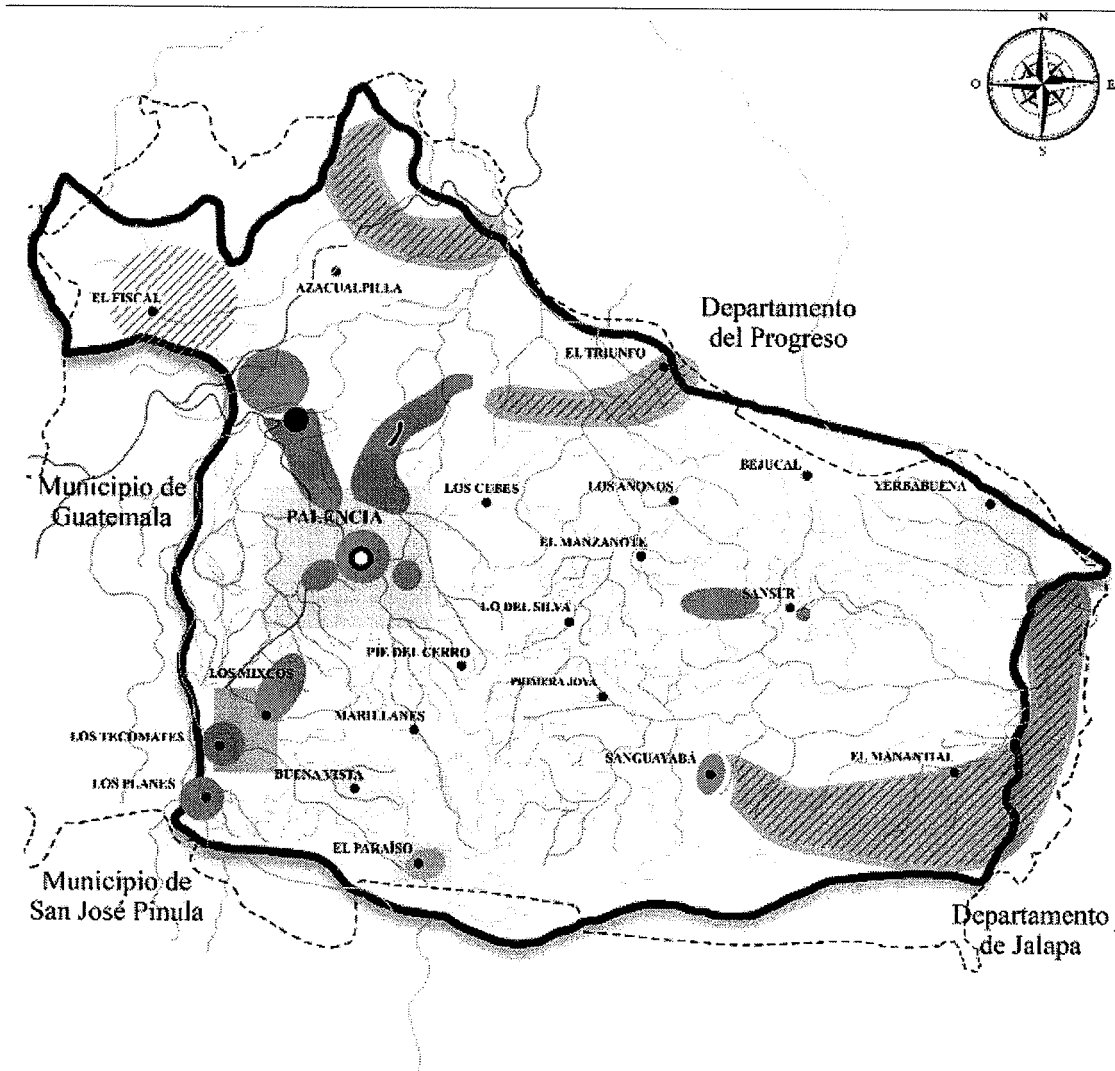 N
O
E
S
AZACUALPILLA
EL FISCAL
Departamento
del Progreso
EL TRIUNFO
BEJUCAL
YERBABUENA
LOS CUBES
LOS AÑONOS
Municipio de
Guatemala
PALENCIA
EL MANZANOTE
SANSUR
LO DEL SILVA
PIE DEL CERRO
LOS MIXCOS
PRIMERA JOYA
MARILLANES
LOS TECOMATES
SANGUAYABÁ
EL MANANTIAL
BUENA VISTA
LOS PLANES
EL PARAÍSO
Municipio de
San José Pinula
Departamento
de Jalapa